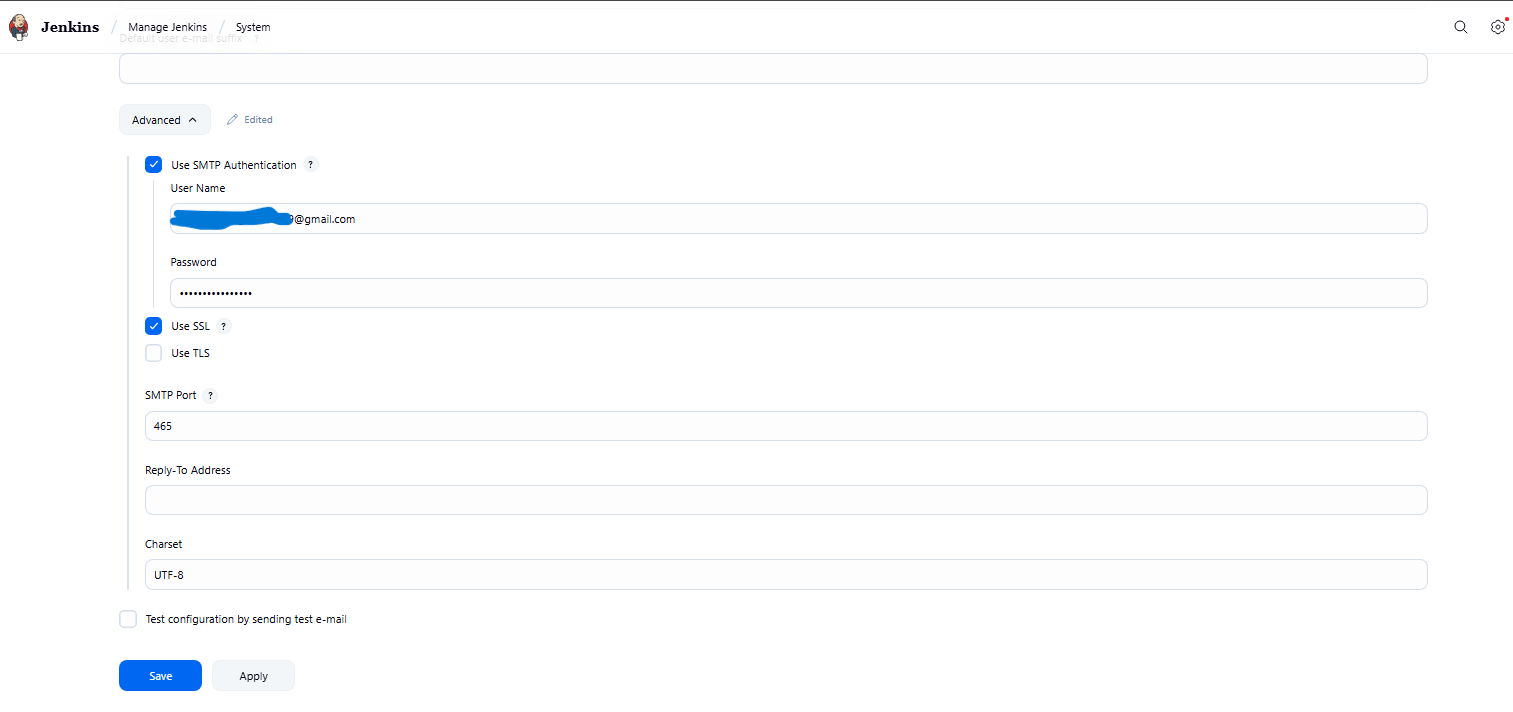 Jenkins / Manage Jenkins / System
Default user e-mail suffix ?
Advanced Edited
Use SMTP Authentication ?
User Name
9@gmail.com
Password
••••••••••••••••
Use SSL ?
Use TLS
SMTP Port ?
465
Reply-To Address
Charset
UTF-8
Test configuration by sending test e-mail
Save Apply